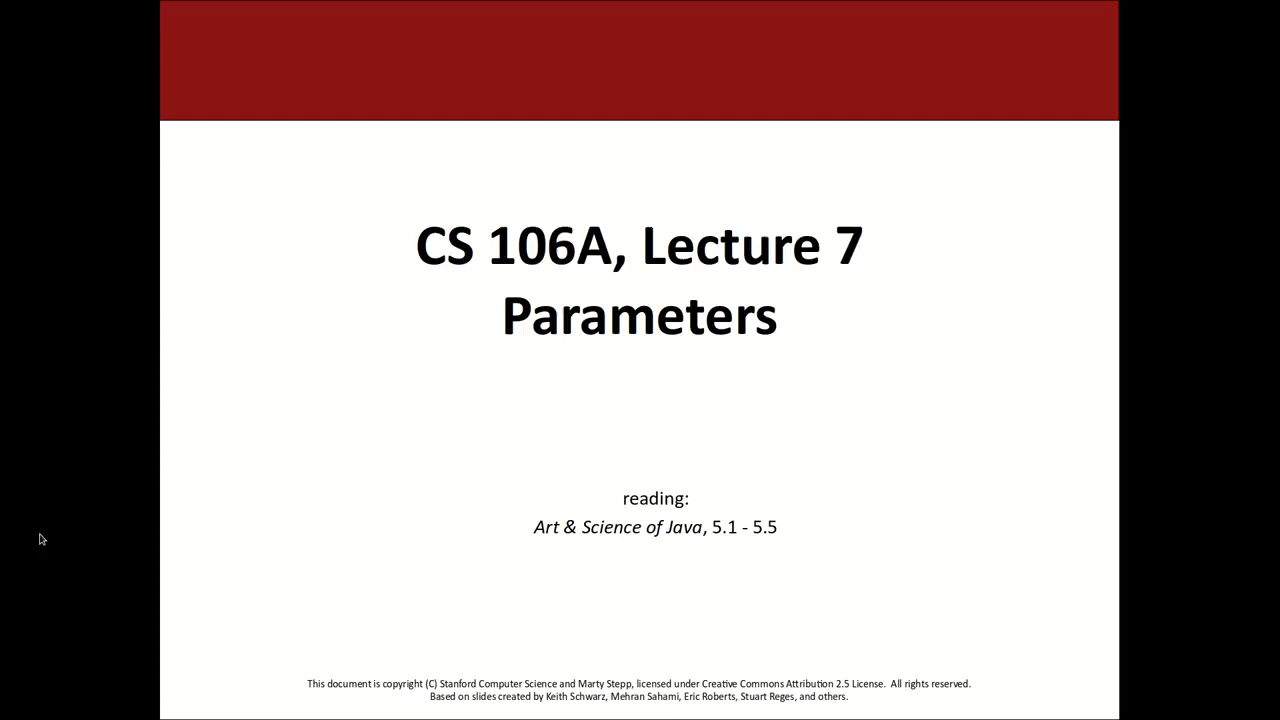 CS 106A, Lecture 7
Parameters
reading:
Art & Science of Java, 5.1 - 5.5
This document is copyright (C) Stanford Computer Science and Marty Stepp, licensed under Creative Commons Attribution 2.5 License.  All rights reserved.
Based on slides created by Keith Schwarz, Mehran Sahami, Eric Roberts, Stuart Reges, and others.